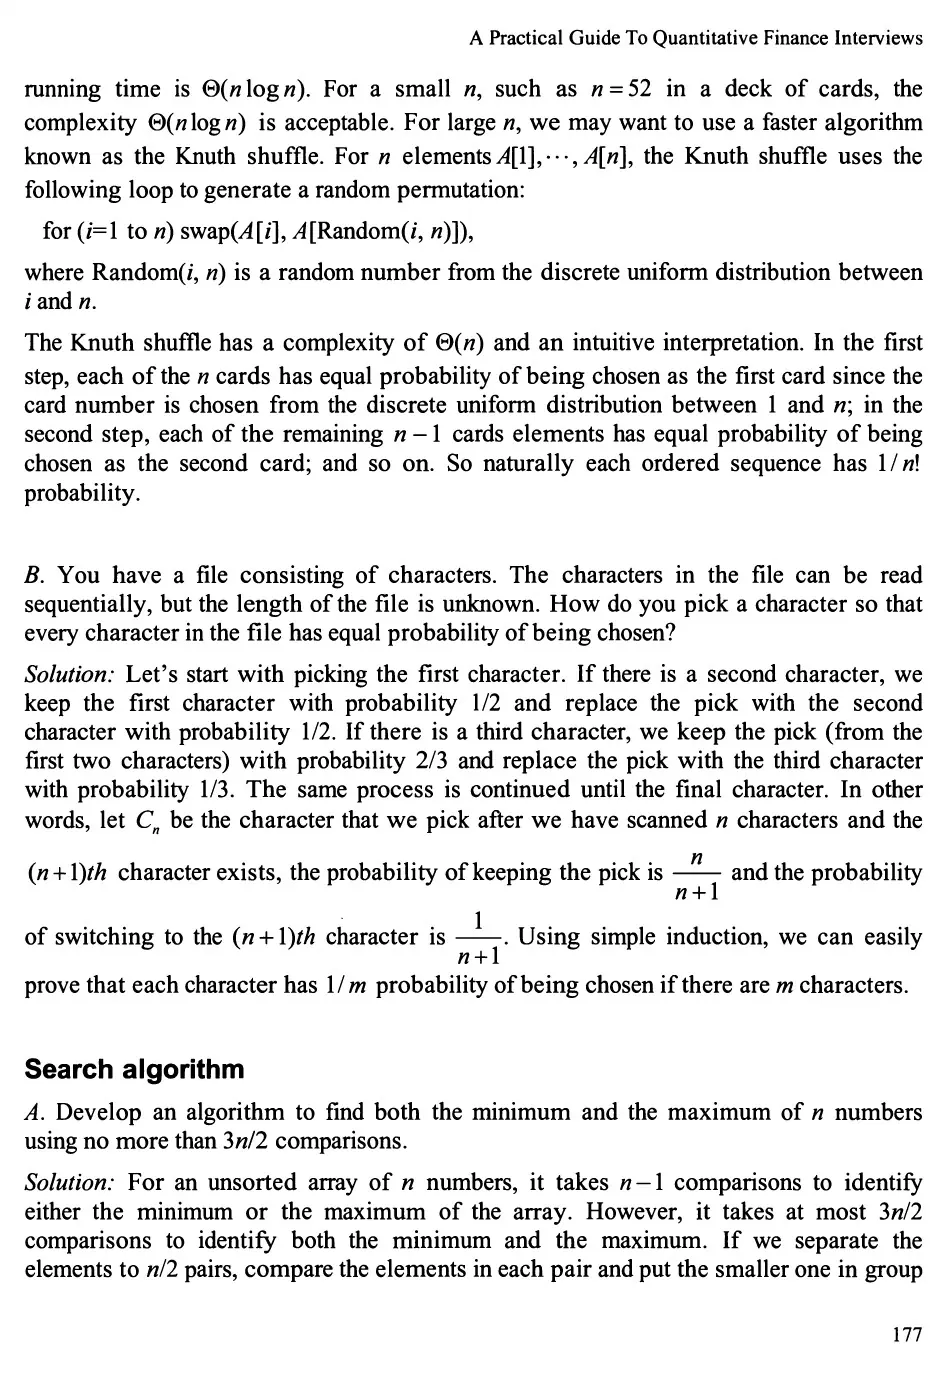 A Practical Guide To Quantitative Finance Interviews
running time is Θ(n log n). For a small n, such as n = 52 in a deck of cards, the
complexity Θ(n log n) is acceptable. For large n, we may want to use a faster algorithm
known as the Knuth shuffle. For n elements A[1],···, A[n], the Knuth shuffle uses the
following loop to generate a random permutation:
for (i=1 to n) swap(A[i], A[Random(i, n)]),
where Random(i, n) is a random number from the discrete uniform distribution between
i and n.
The Knuth shuffle has a complexity of Θ(n) and an intuitive interpretation. In the first
step, each of the n cards has equal probability of being chosen as the first card since the
card number is chosen from the discrete uniform distribution between 1 and n; in the
second step, each of the remaining n − 1 cards elements has equal probability of being
chosen as the second card; and so on. So naturally each ordered sequence has 1/n!
probability.
B. You have a file consisting of characters. The characters in the file can be read
sequentially, but the length of the file is unknown. How do you pick a character so that
every character in the file has equal probability of being chosen?
Solution: Let's start with picking the first character. If there is a second character, we
keep the first character with probability 1/2 and replace the pick with the second
character with probability 1/2. If there is a third character, we keep the pick (from the
first two characters) with probability 2/3 and replace the pick with the third character
with probability 1/3. The same process is continued until the final character. In other
words, let Cₙ be the character that we pick after we have scanned n characters and the
(n+1)th character exists, the probability of keeping the pick is n/(n+1) and the probability
of switching to the (n+1)th character is 1/(n+1). Using simple induction, we can easily
prove that each character has 1/m probability of being chosen if there are m characters.
Search algorithm
A. Develop an algorithm to find both the minimum and the maximum of n numbers
using no more than 3n/2 comparisons.
Solution: For an unsorted array of n numbers, it takes n−1 comparisons to identify
either the minimum or the maximum of the array. However, it takes at most 3n/2
comparisons to identify both the minimum and the maximum. If we separate the
elements to n/2 pairs, compare the elements in each pair and put the smaller one in group
177